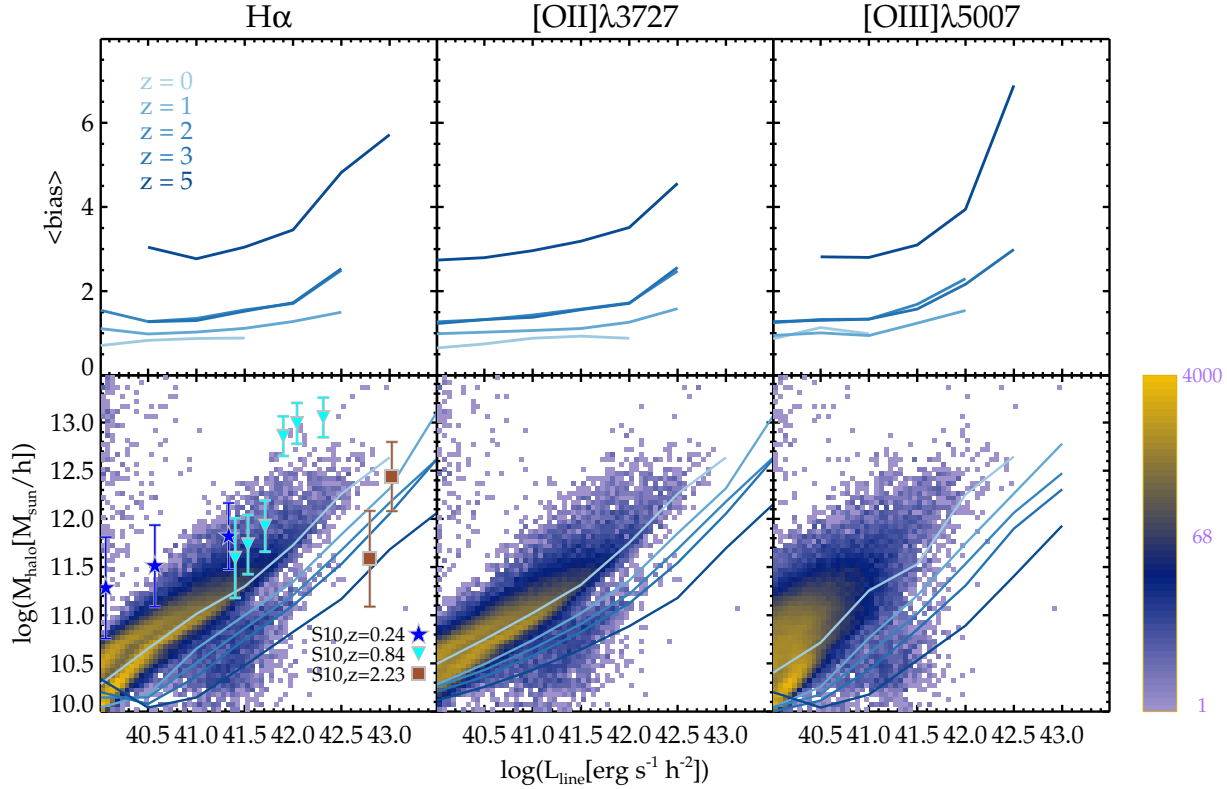 Hα [OII]λ3727 [OIII]λ5007
<bias>
6
4
2
0
z = 0
z = 1
z = 2
z = 3
z = 5
log(M_halo[M_sun/h])
13.0
12.5
12.0
11.5
11.0
10.5
10.0
S10,z=0.24
S10,z=0.84
S10,z=2.23
4000
68
1
40.5 41.0 41.5 42.0 42.5 43.0 40.5 41.0 41.5 42.0 42.5 43.0 40.5 41.0 41.5 42.0 42.5 43.0
log(L_line[erg s⁻¹ h⁻²])